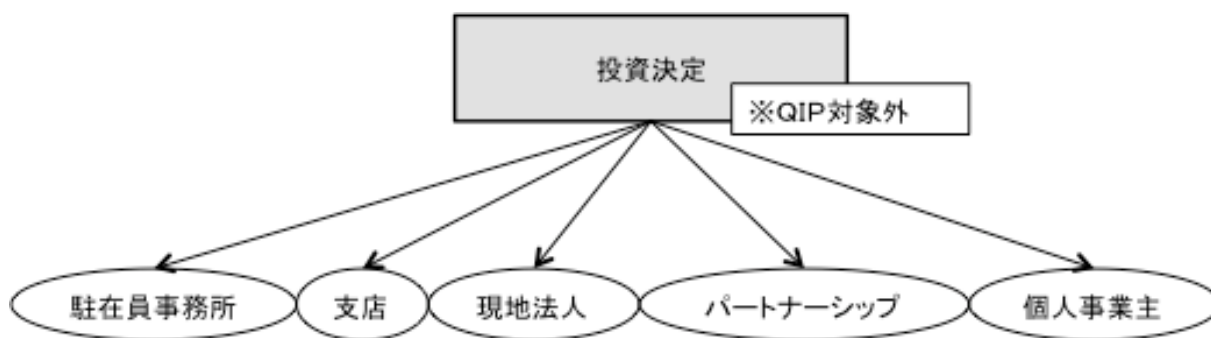 投資決定
※QIP対象外
駐在員事務所
支店
現地法人
パートナーシップ
個人事業主